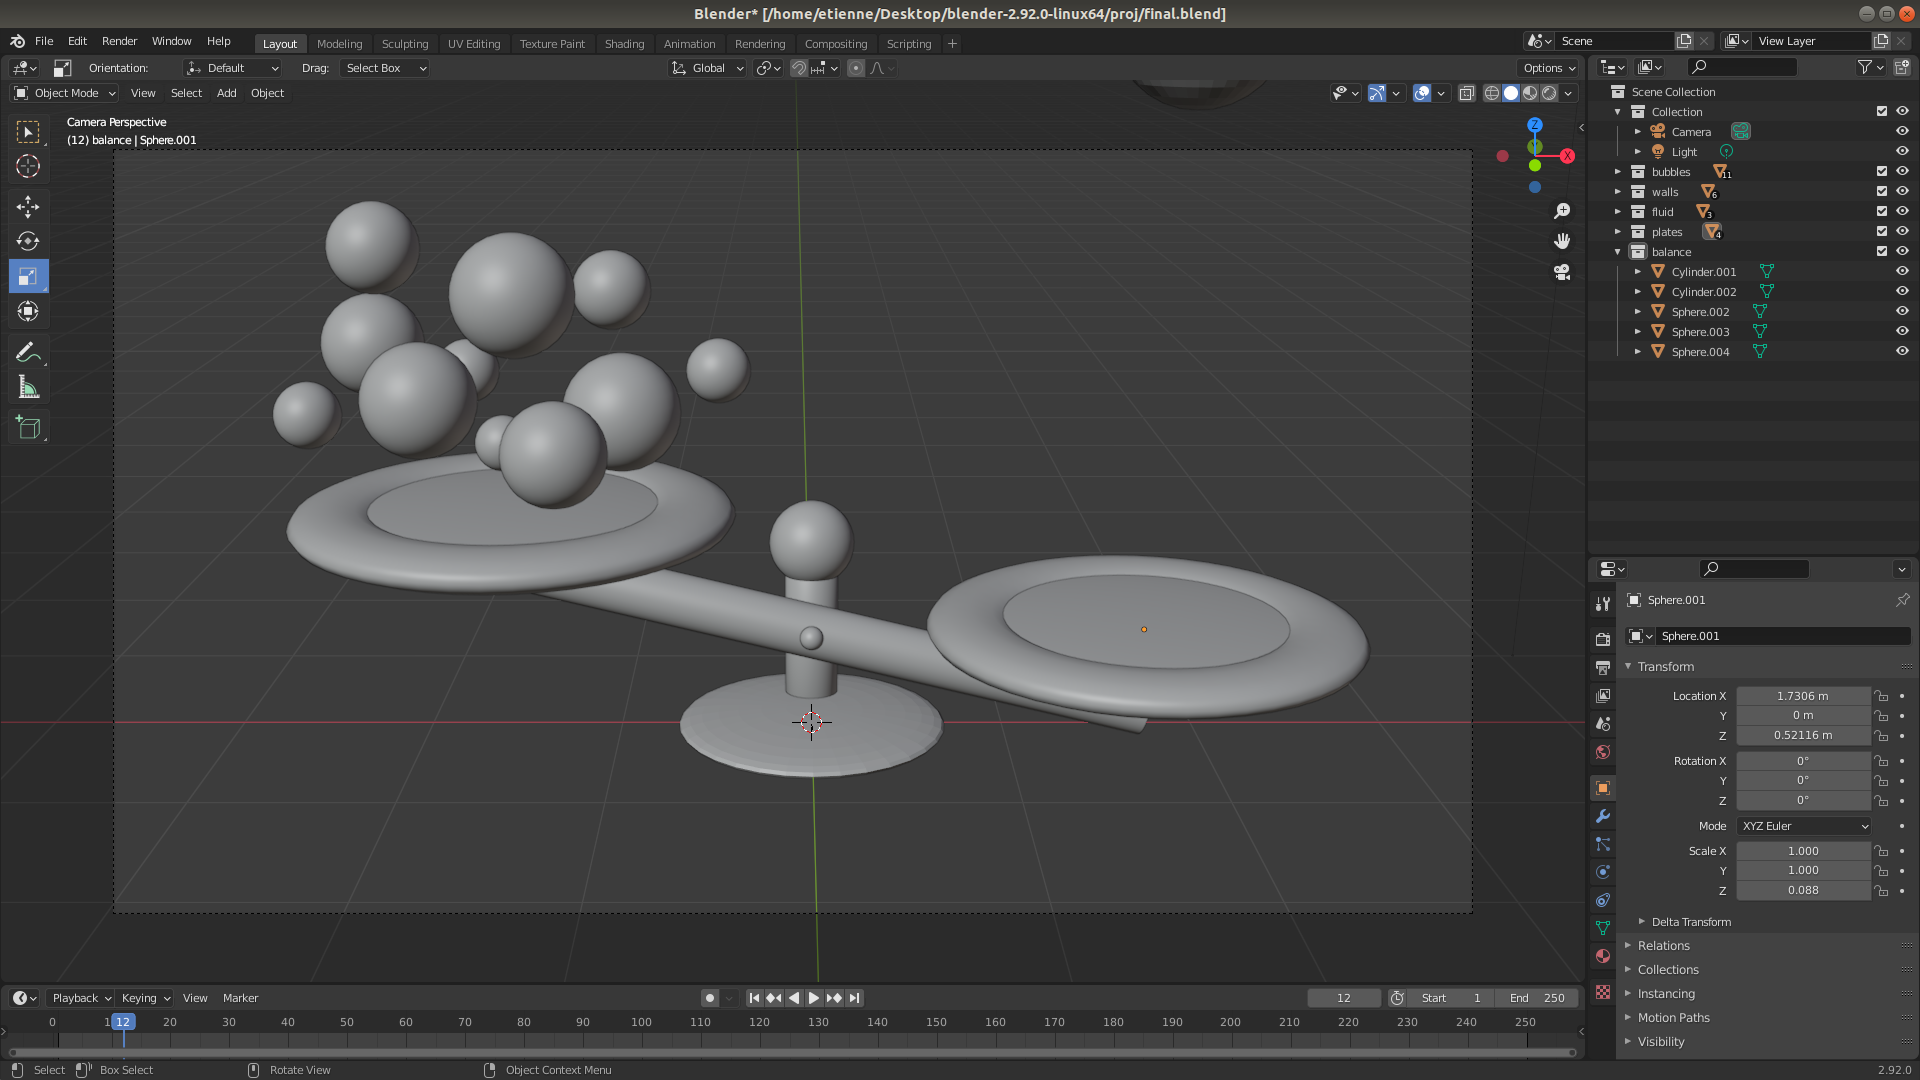 Blender* [/home/etienne/Desktop/blender-2.92.0-linux64/proj/final.blend]
File Edit Render Window Help Layout Modeling Sculpting UV Editing Texture Paint Shading Animation Rendering Compositing Scripting + Scene View Layer
Orientation: Default Drag: Select Box Global Options
Object Mode View Select Add Object
Camera Perspective
(12) balance | Sphere.001
Z
X
Scene Collection
Collection
Camera
Light
bubbles 11
walls 6
fluid 3
plates 4
balance
Cylinder.001
Cylinder.002
Sphere.002
Sphere.003
Sphere.004
Sphere.001
Sphere.001
Transform
Location X 1.7306 m
Y 0 m
Z 0.52116 m
Rotation X 0°
Y 0°
Z 0°
Mode XYZ Euler
Scale X 1.000
Y 1.000
Z 0.088
Delta Transform
Relations
Collections
Instancing
Motion Paths
Visibility
Playback Keying View Marker 12 Start 1 End 250
0 1 12 20 30 40 50 60 70 80 90 100 110 120 130 140 150 160 170 180 190 200 210 220 230 240 250
Select Box Select Rotate View Object Context Menu 2.92.0